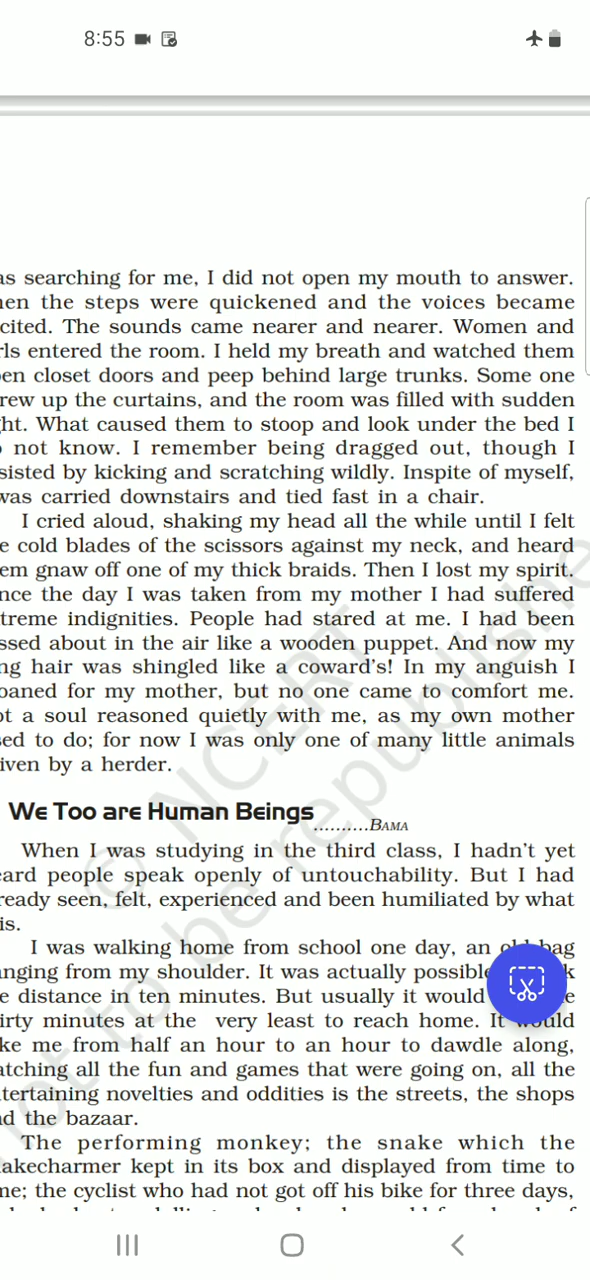 8:55
as searching for me, I did not open my mouth to answer.
hen the steps were quickened and the voices became
cited. The sounds came nearer and nearer. Women and
rls entered the room. I held my breath and watched them
en closet doors and peep behind large trunks. Some one
rew up the curtains, and the room was filled with sudden
ht. What caused them to stoop and look under the bed I
not know. I remember being dragged out, though I
sisted by kicking and scratching wildly. Inspite of myself,
was carried downstairs and tied fast in a chair.
I cried aloud, shaking my head all the while until I felt
e cold blades of the scissors against my neck, and heard
em gnaw off one of my thick braids. Then I lost my spirit.
nce the day I was taken from my mother I had suffered
treme indignities. People had stared at me. I had been
ssed about in the air like a wooden puppet. And now my
ng hair was shingled like a coward's! In my anguish I
oaned for my mother, but no one came to comfort me.
ot a soul reasoned quietly with me, as my own mother
sed to do; for now I was only one of many little animals
iven by a herder.
We Too are Human Beings
..........BAMA
When I was studying in the third class, I hadn't yet
eard people speak openly of untouchability. But I had
ready seen, felt, experienced and been humiliated by what
is.
I was walking home from school one day, an old bag
anging from my shoulder. It was actually possible k
e distance in ten minutes. But usually it would e
irty minutes at the very least to reach home. It would
ke me from half an hour to an hour to dawdle along,
atching all the fun and games that were going on, all the
tertaining novelties and oddities is the streets, the shops
d the bazaar.
The performing monkey; the snake which the
akecharmer kept in its box and displayed from time to
me; the cyclist who had not got off his bike for three days,
© NCERT
not to be republishe